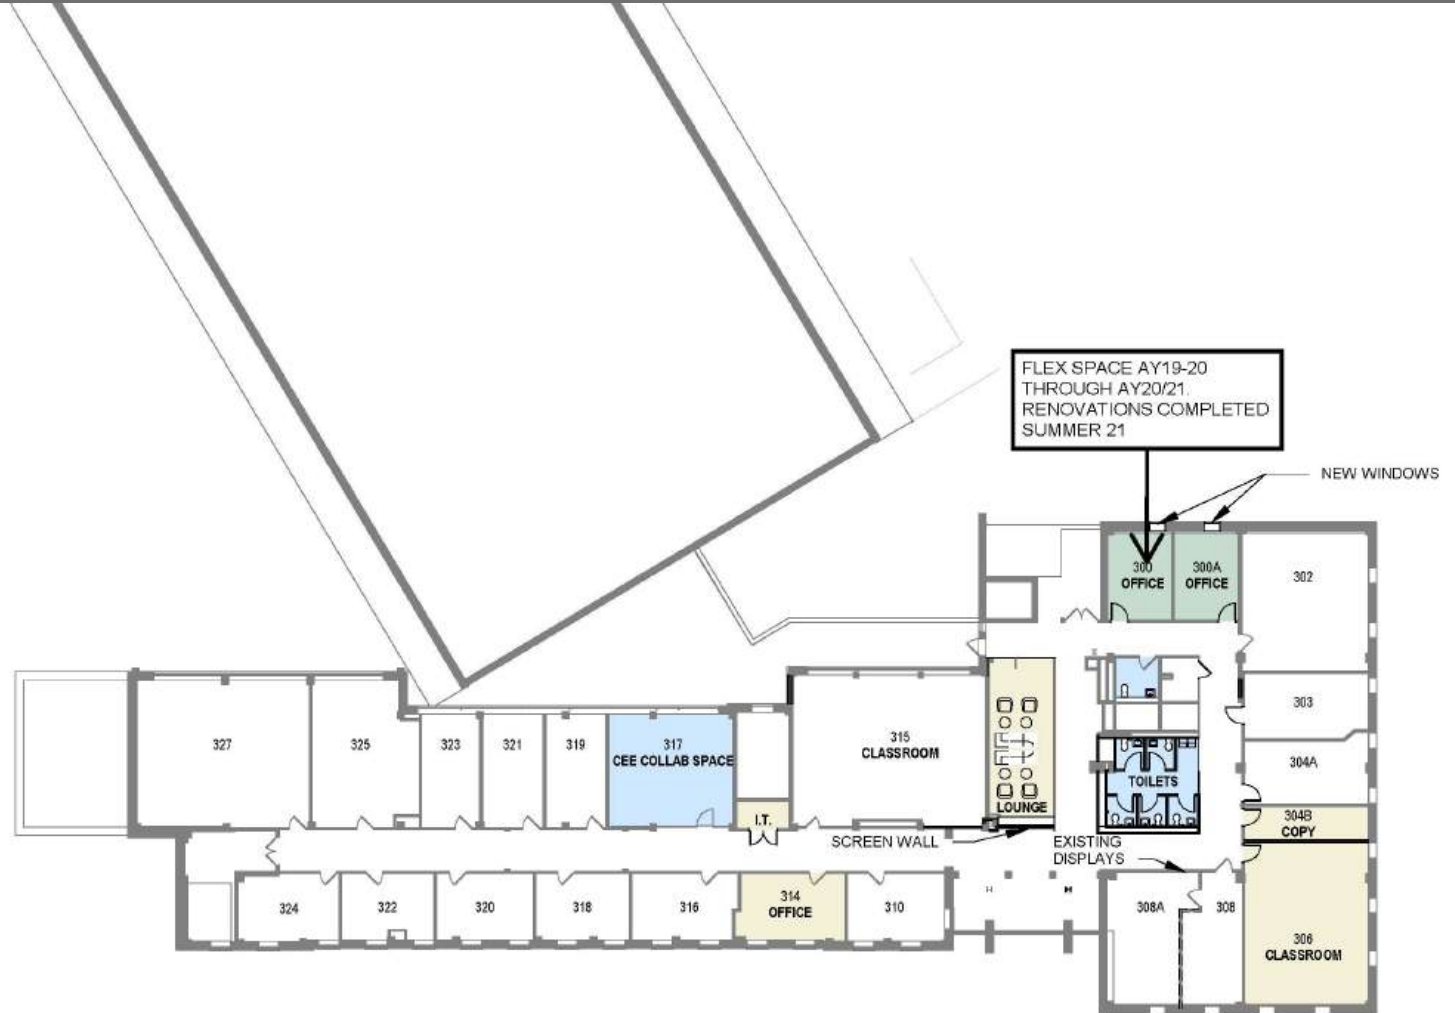 FLEX SPACE AY19-20
THROUGH AY20/21.
RENOVATIONS COMPLETED
SUMMER 21
NEW WINDOWS
300
OFFICE
300A
OFFICE
302
303
304A
304B
COPY
306
CLASSROOM
308A
308
TOILETS
LOUNGE
EXISTING
DISPLAYS
SCREEN WALL
315
CLASSROOM
I.T.
317
CEE COLLAB SPACE
319
321
323
325
327
324
322
320
318
316
314
OFFICE
310